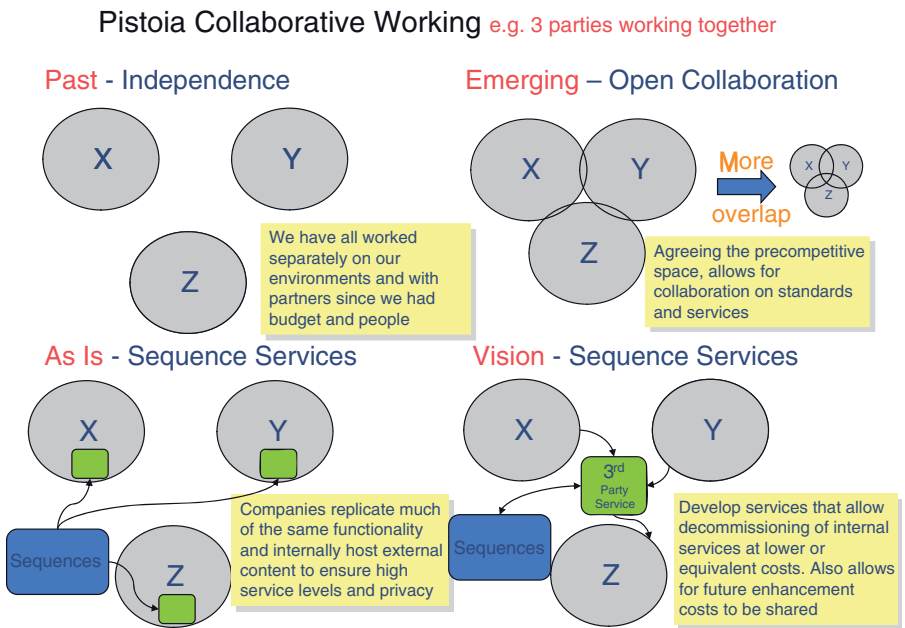 Pistoia Collaborative Working e.g. 3 parties working together
Past - Independence
X
Y
Z
We have all worked
separately on our
environments and with
partners since we had
budget and people
Emerging – Open Collaboration
X
Y
Z
More
overlap
X
Y
Z
Agreeing the precompetitive
space, allows for
collaboration on standards
and services
As Is - Sequence Services
X
Y
Sequences
Z
Companies replicate much
of the same functionality
and internally host external
content to ensure high
service levels and privacy
Vision - Sequence Services
X
Y
3rd
Party
Service
Sequences
Z
Develop services that allow
decommissioning of internal
services at lower or
equivalent costs. Also allows
for future enhancement
costs to be shared